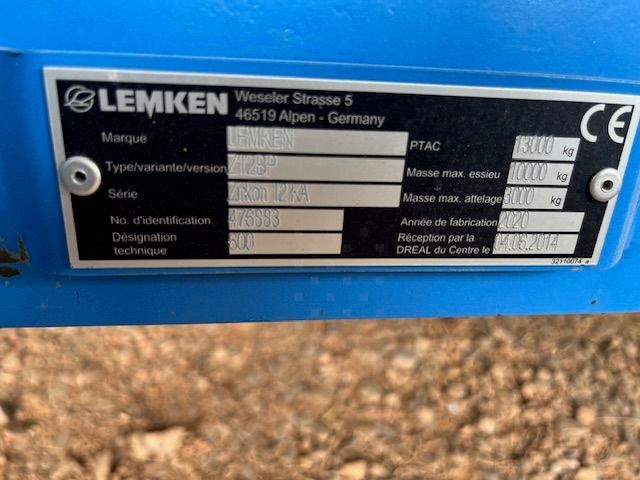 LEMKEN Weseler Strasse 5
46519 Alpen - Germany
CE
Marque LEMKEN
Type/variante/version Z12BP
Série Zirkon 12 KA
No. d'identification 476883
Désignation technique 600
PTAC 13000 kg
Masse max. essieu 10000 kg
Masse max. attelage 3000 kg
Année de fabrication 2020
Réception par la DREAL du Centre le 04.06.2014
32110074 a